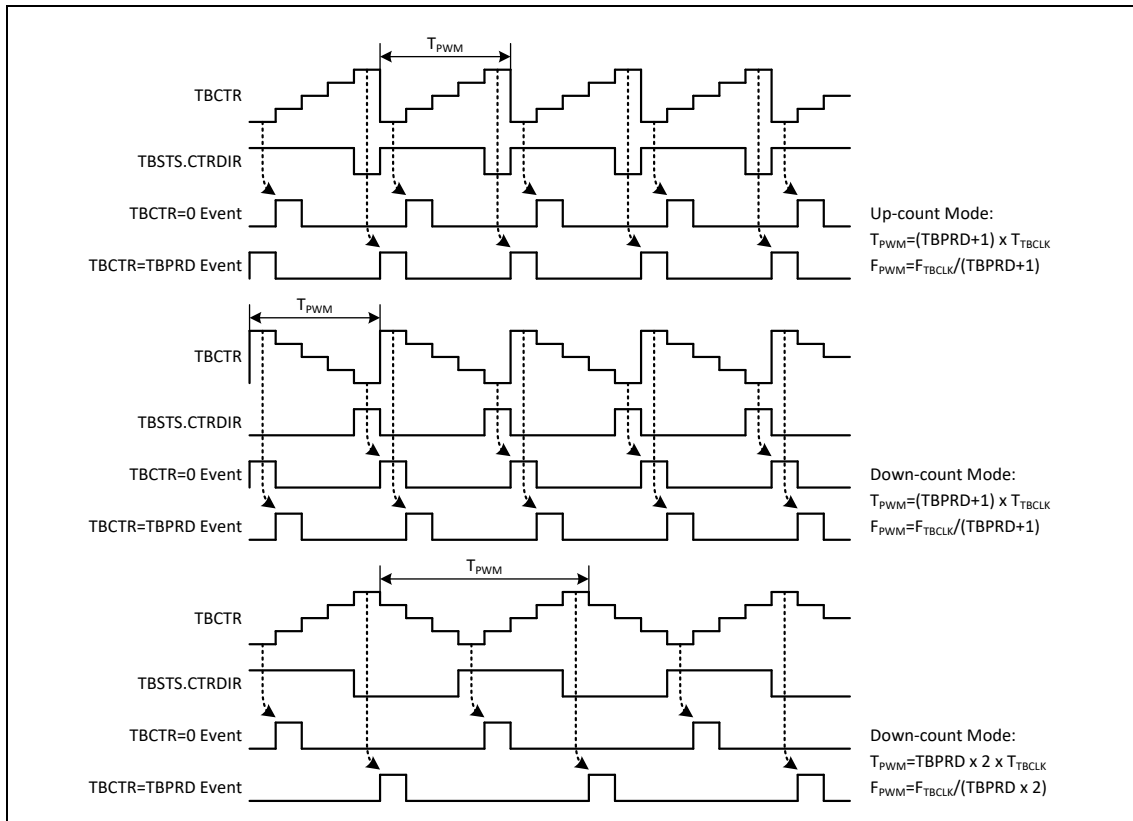 T_PWM
TBCTR
TBSTS.CTRDIR
TBCTR=0 Event
TBCTR=TBPRD Event
Up-count Mode:
T_PWM=(TBPRD+1) x T_TBCLK
F_PWM=F_TBCLK/(TBPRD+1)
T_PWM
TBCTR
TBSTS.CTRDIR
TBCTR=0 Event
TBCTR=TBPRD Event
Down-count Mode:
T_PWM=(TBPRD+1) x T_TBCLK
F_PWM=F_TBCLK/(TBPRD+1)
T_PWM
TBCTR
TBSTS.CTRDIR
TBCTR=0 Event
TBCTR=TBPRD Event
Down-count Mode:
T_PWM=TBPRD x 2 x T_TBCLK
F_PWM=F_TBCLK/(TBPRD x 2)